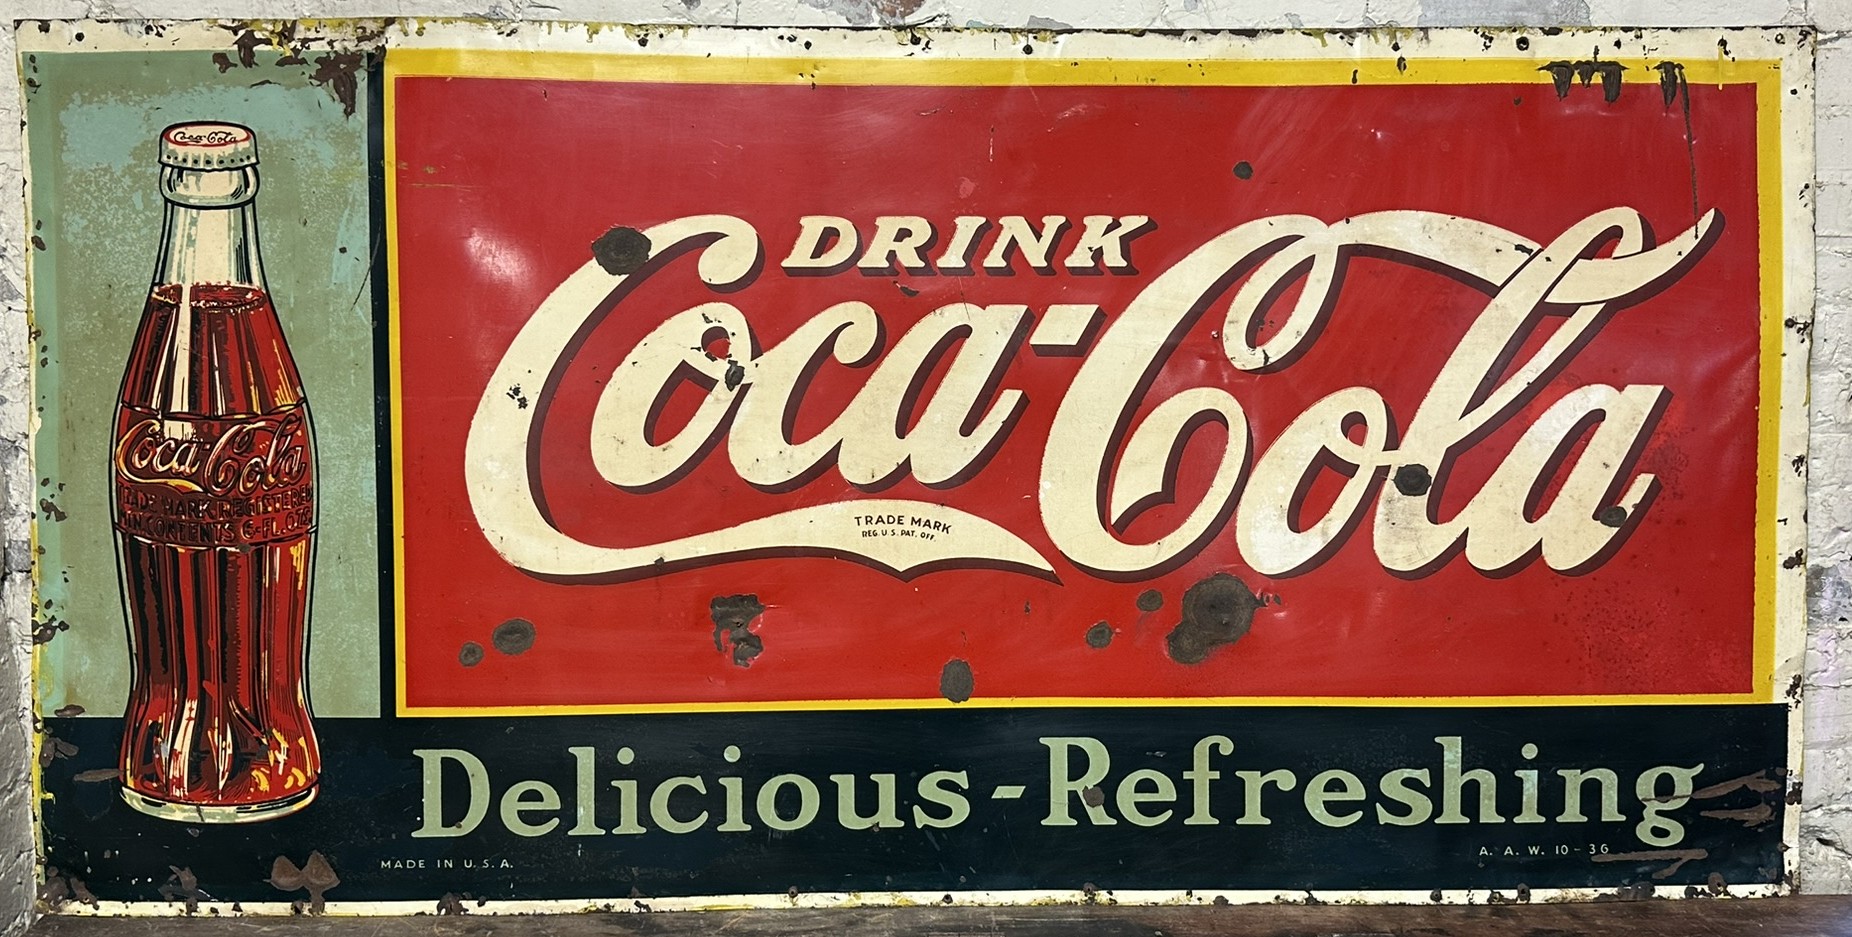 Coca-Cola
Coca-Cola
TRADE MARK REGISTERED
MIN. CONTENTS 6-FL. OZS.
DRINK
Coca-Cola
TRADE MARK
REG. U.S. PAT. OFF.
Delicious-Refreshing
MADE IN U.S.A.
A. A. W. 10-36